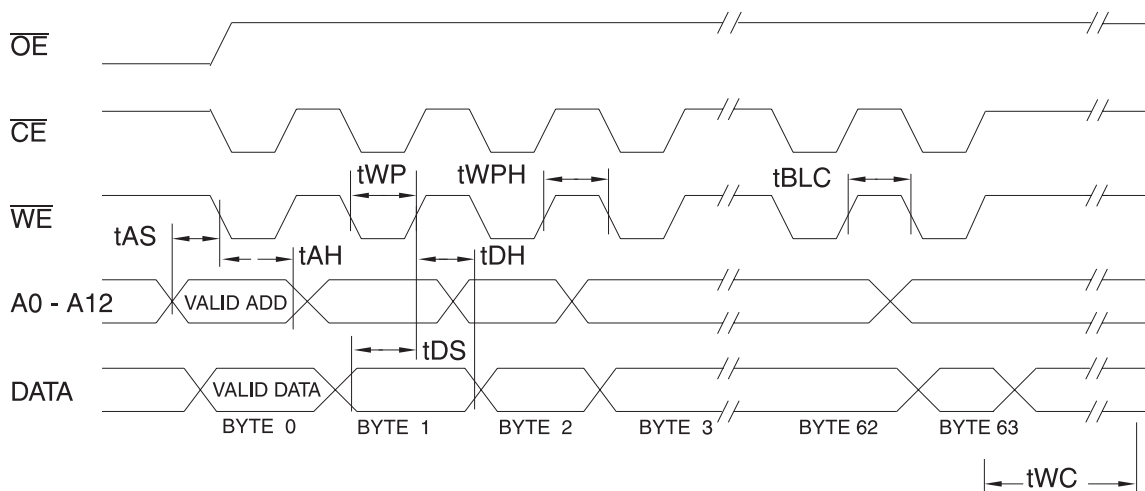 OE
CE
tWP
tWPH
tBLC
WE
tAS
tAH
tDH
A0 - A12
VALID ADD
tDS
DATA
VALID DATA
BYTE 0
BYTE 1
BYTE 2
BYTE 3
BYTE 62
BYTE 63
tWC